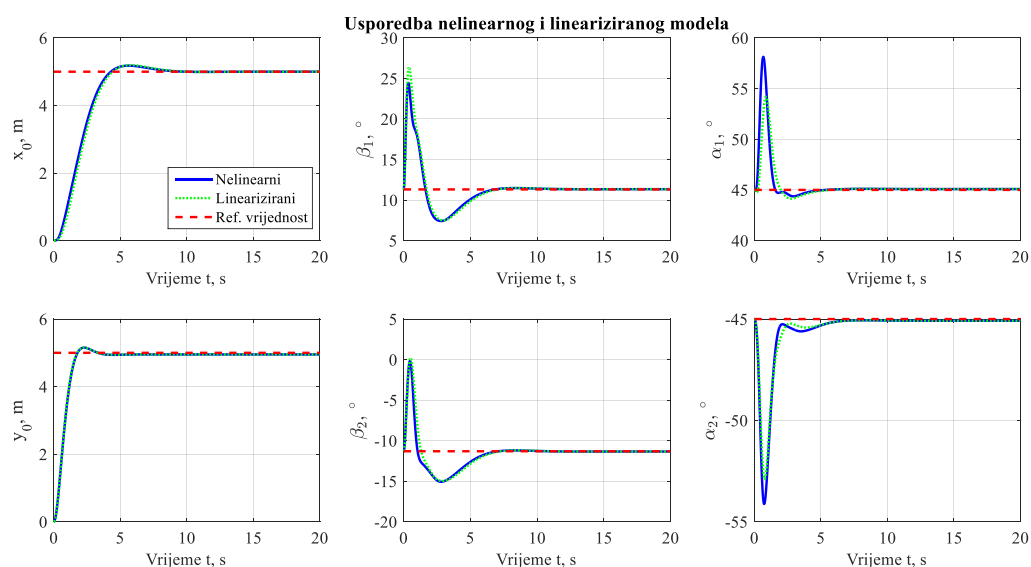 Usporedba nelinearnog i lineariziranog modela
6
4
2
0
x₀, m
0 5 10 15 20
Vrijeme t, s
Nelinearni
Linearizirani
Ref. vrijednost
30
25
20
15
10
5
β₁, °
0 5 10 15 20
Vrijeme t, s
60
55
50
45
40
α₁, °
0 5 10 15 20
Vrijeme t, s
6
4
2
0
y₀, m
0 5 10 15 20
Vrijeme t, s
5
0
-5
-10
-15
-20
β₂, °
0 5 10 15 20
Vrijeme t, s
-45
-50
-55
α₂, °
0 5 10 15 20
Vrijeme t, s